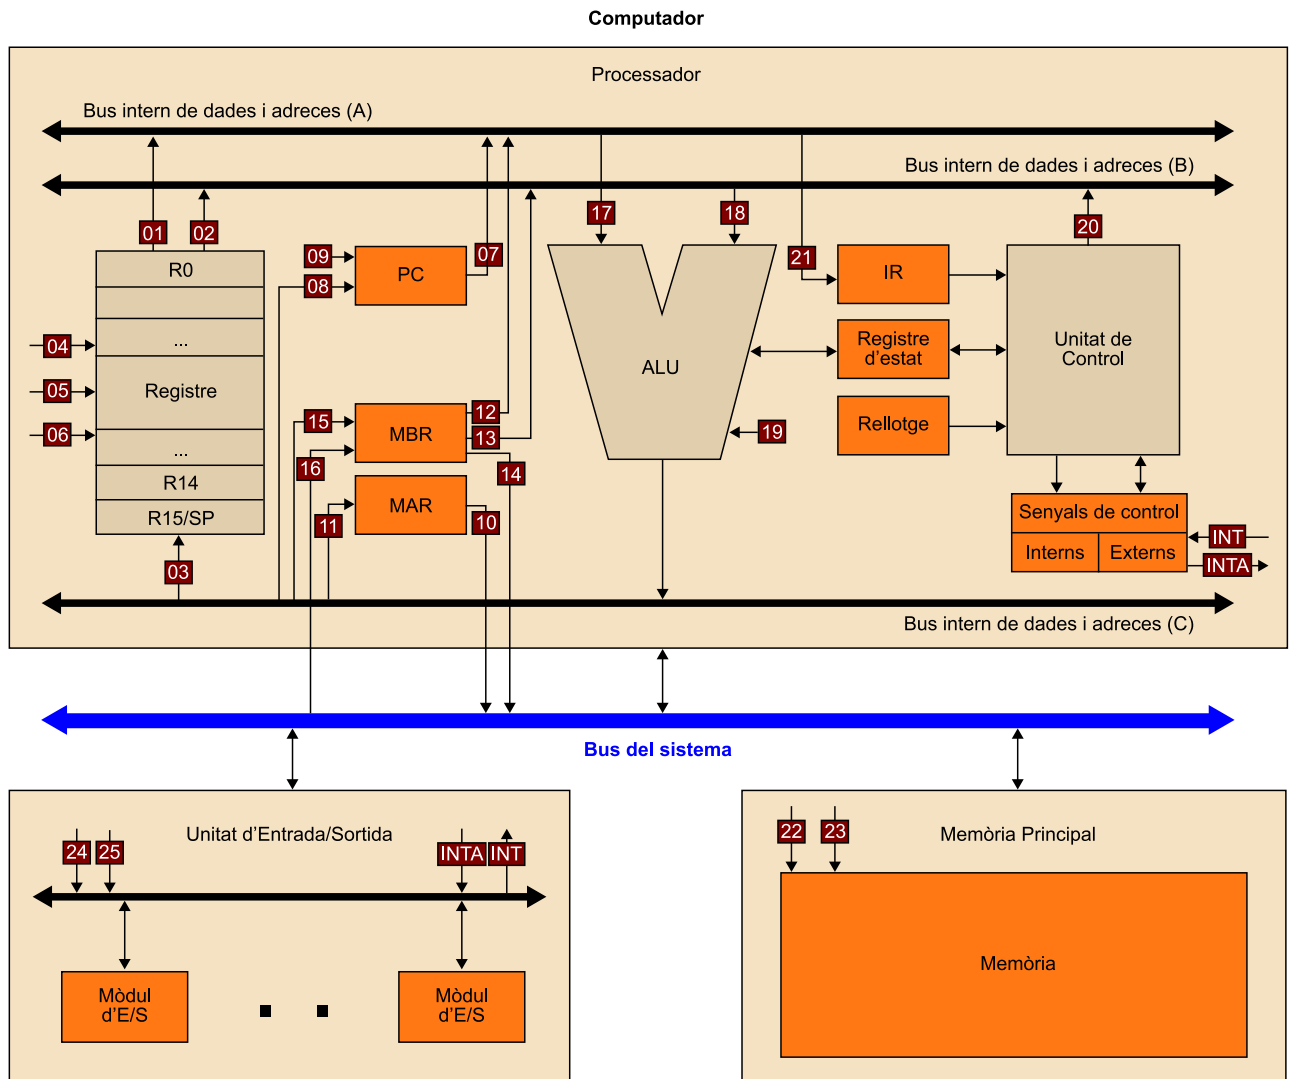 Computador
Processador
Bus intern de dades i adreces (A)
Bus intern de dades i adreces (B)
01
02
17
18
20
09
07
08
21
R0
PC
IR
04
...
Registre
d'estat
Unitat de
Control
ALU
05
Registre
06
...
15
12
13
MBR
19
Rellotge
16
14
R14
MAR
11
10
R15/SP
Senyals de control
INT
Interns
Externs
INTA
03
Bus intern de dades i adreces (C)
Bus del sistema
Unitat d'Entrada/Sortida
24
25
INTA
INT
Mòdul
d'E/S
Mòdul
d'E/S
22
23
Memòria Principal
Memòria